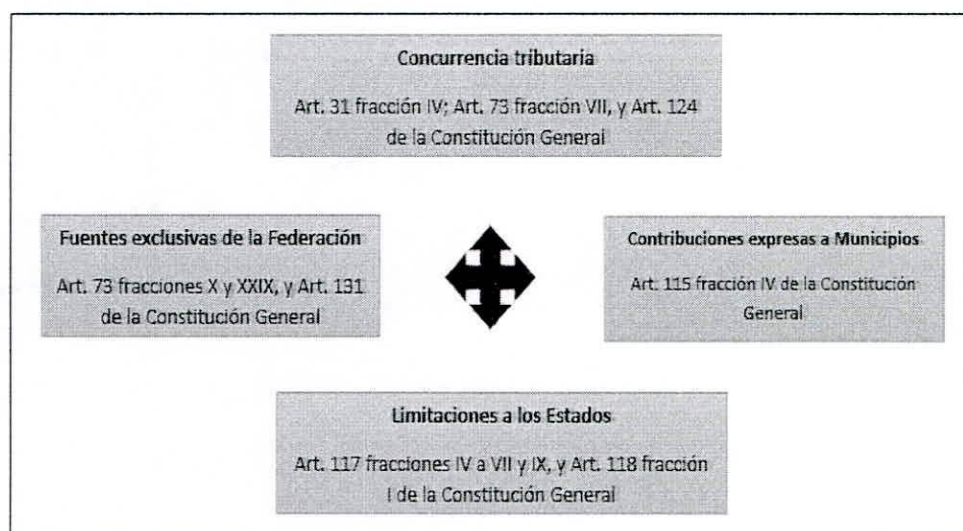 Concurrencia tributaria
Art. 31 fracción IV; Art. 73 fracción VII, y Art. 124
de la Constitución General
Fuentes exclusivas de la Federación
Art. 73 fracciones X y XXIX, y Art. 131
de la Constitución General
Contribuciones expresas a Municipios
Art. 115 fracción IV de la Constitución
General
Limitaciones a los Estados
Art. 117 fracciones IV a VII y IX, y Art. 118 fracción
I de la Constitución General